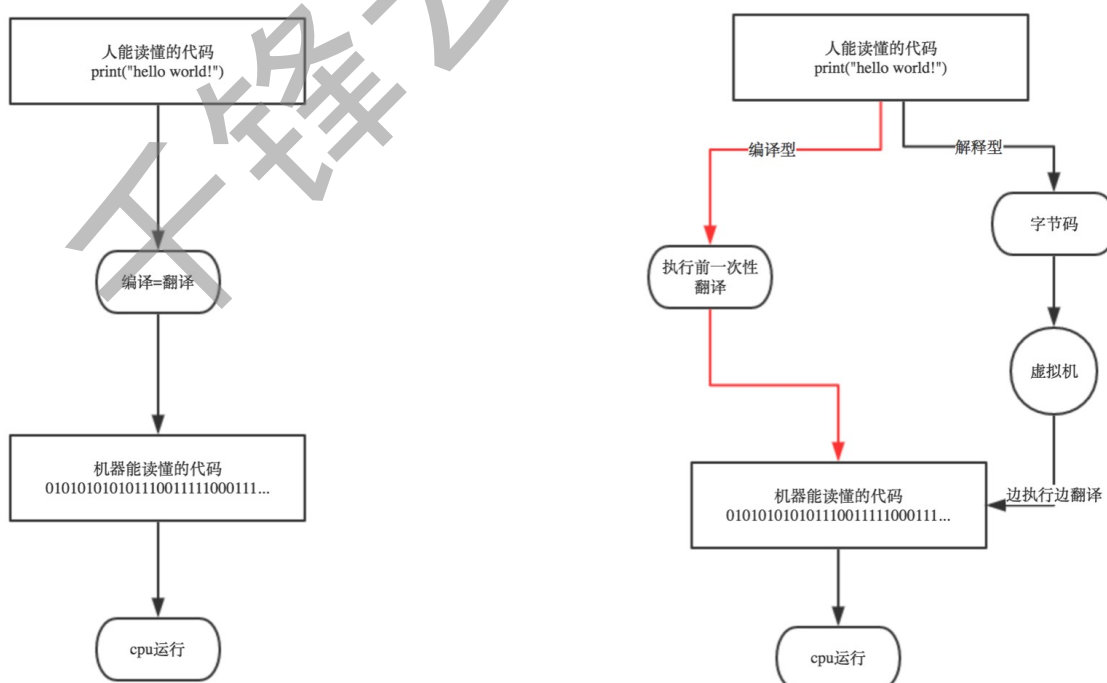 人能读懂的代码
print("hello world!")
编译=翻译
机器能读懂的代码
010101010101110011111000111...
cpu运行
人能读懂的代码
print("hello world!")
编译型
解释型
执行前一次性
翻译
字节码
虚拟机
边执行边翻译
机器能读懂的代码
010101010101110011111000111...
cpu运行
千锋